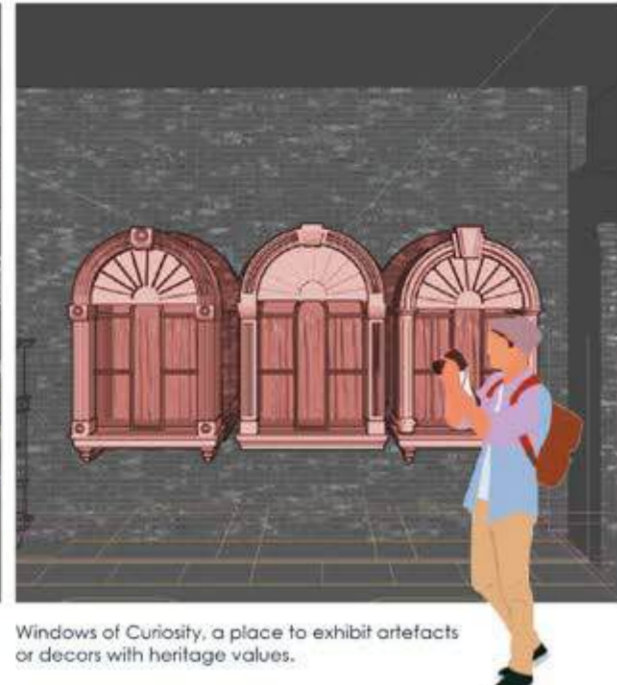 Windows of Curiosity, a place to exhibit artefacts
or decors with heritage values.